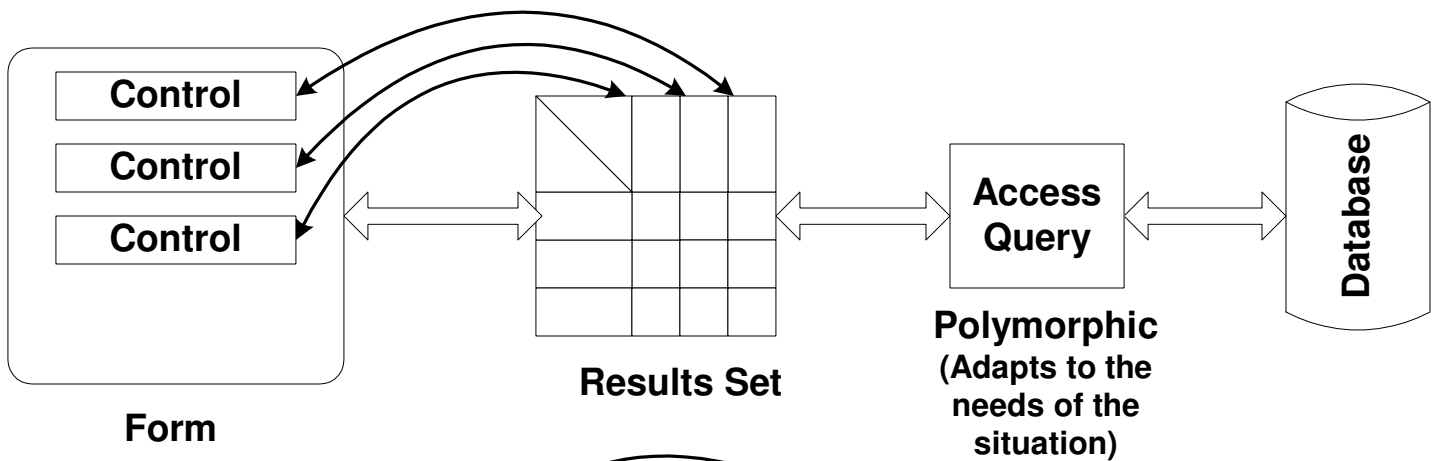 Control
Control
Control
Form
Results Set
Access
Query
Polymorphic
(Adapts to the
needs of the
situation)
Database